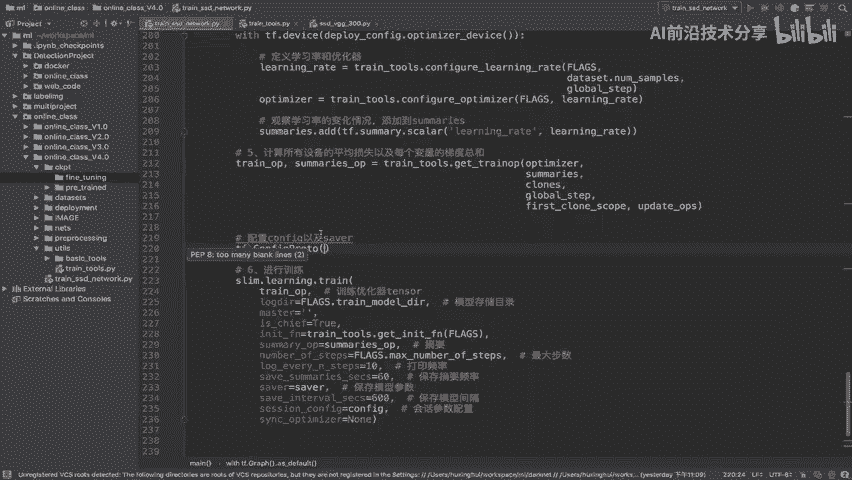 ml
online_class
online_class_V4.0
train_ssd_network.py
train_ssd_network
Project
train_ssd_network.py
train_tools.py
ssd_vgg_300.py
AI前沿技术分享
bilibili
ml ~/workspace/ml
.ipynb_checkpoints
DetectionProject
docker
online_class
web_code
labelimg
multiproject
online_class
online_class_V1.0
online_class_V2.0
online_class_V3.0
online_class_V4.0
ckpt
fine_tuning
pre_trained
datasets
deployment
IMAGE
nets
preprocessing
utils
basic_tools
train_tools.py
train_ssd_network.py
External Libraries
Scratches and Consoles
200 with tf.device(deploy_config.optimizer_device()):
201
202 # 定义学习率和优化器
203 learning_rate = train_tools.configure_learning_rate(FLAGS,
204 dataset.num_samples,
205 global_step)
206 optimizer = train_tools.configure_optimizer(FLAGS, learning_rate)
207
208 # 观察学习率的变化情况，添加到summaries
209 summaries.add(tf.summary.scalar('learning_rate', learning_rate))
210
211 # 5、计算所有设备的平均损失以及每个变量的梯度总和
212 train_op, summaries_op = train_tools.get_trainop(optimizer,
213 summaries,
214 clones,
215 global_step,
216 first_clone_scope, update_ops)
217
218
219 # 配置config以及saver
220 tf.ConfigProto()
PEP 8: too many blank lines (2)
222 # 6、进行训练
223 slim.learning.train(
224 train_op, # 训练优化器tensor
225 logdir=FLAGS.train_model_dir, # 模型存储目录
226 master='',
227 is_chief=True,
228 init_fn=train_tools.get_init_fn(FLAGS),
229 summary_op=summaries_op, # 摘要
230 number_of_steps=FLAGS.max_number_of_steps, # 最大步数
231 log_every_n_steps=10, # 打印频率
232 save_summaries_secs=60, # 保存摘要频率
233 saver=saver, # 保存模型参数
234 save_interval_secs=600, # 保存模型间隔
235 session_config=config, # 会话参数配置
236 sync_optimizer=None)
237
238
239
main()
with tf.Graph().as_default()
Unregistered VCS roots detected: The following directories are roots of VCS repositories, but they are not registered in the Settings:
(yesterday 下午11:09)
220:24
LF
UTF-8